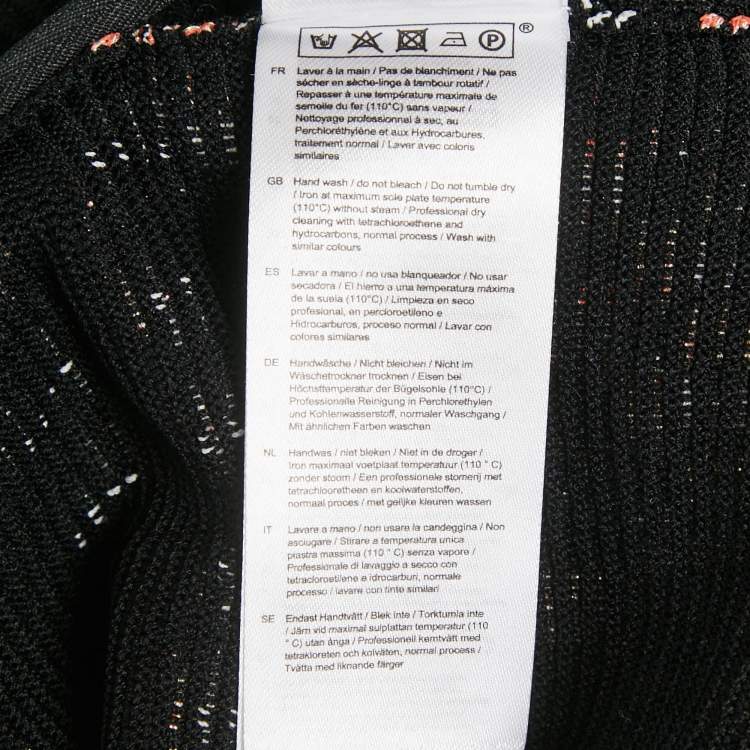 P ®
FR Laver à la main / Pas de blanchiment / Ne pas
sécher en sèche-linge à tambour rotatif /
Repasser à une température maximale de
semelle du fer (110°C) sans vapeur /
Nettoyage professionnel à sec, au
Perchloréthylène et aux Hydrocarbures,
traitement normal / Laver avec coloris
similaires
GB Hand wash / do not bleach / Do not tumble dry
/ Iron at maximum sole plate temperature
(110°C) without steam / Professional dry
cleaning with tetrachloroethene and
hydrocarbons, normal process / Wash with
similar colours
ES Lavar a mano / no usa blanqueador / No usar
secadora / El hierro a una temperatura máxima
de la suela (110°C) / Limpieza en seco
profesional, en percloroetileno e
Hidrocarburos, proceso normal / Lavar con
colores similares
DE Handwäsche / Nicht bleichen / Nicht im
Wäschetrockner trocknen / Eisen bei
Höchsttemperatur der Bügelsohle (110°C) /
Professionelle Reinigung in Perchlorethylen
und Kohlenwasserstoff, normaler Waschgang /
Mit ähnlichen Farben waschen
NL Handwas / niet bleken / Niet in de droger /
Iron maximaal voetplaat temperatuur (110 ° C)
zonder stoom / Een professionele stomerij met
tetrachlooretheen en koolwaterstoffen,
normaal proces / met gelijke kleuren wassen
IT Lavare a mano / non usare la candeggina / Non
asciugare / Stirare a temperatura unica
piastra massima (110 ° C) senza vapore /
Professionale di lavaggio a secco con
tetracloroetilene e idrocarburi, normale
processo / lavare con tinte similari
SE Endast Handtvätt / Blek inte / Torktumla inte
/ Järn vid maximal sulplattan temperatur (110
° C) utan ånga / Professionell kemtvätt med
tetrakloreten och kolväten, normal process /
Tvätta med liknande färger